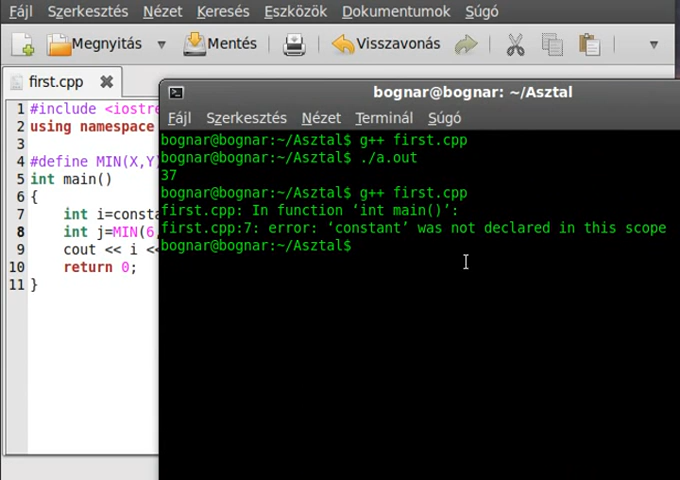 Fájl Szerkesztés Nézet Keresés Eszközök Dokumentumok Súgó
Megnyitás Mentés Visszavonás
first.cpp
1 #include <iostre
2 using namespace
3
4 #define MIN(X,Y)
5 int main()
6 {
7 int i=consta
8 int j=MIN(6,
9 cout << i <<
10 return 0;
11 }
bognar@bognar: ~/Asztal
Fájl Szerkesztés Nézet Terminál Súgó
bognar@bognar:~/Asztal$ g++ first.cpp
bognar@bognar:~/Asztal$ ./a.out
37
bognar@bognar:~/Asztal$ g++ first.cpp
first.cpp: In function ‘int main()’:
first.cpp:7: error: ‘constant’ was not declared in this scope
bognar@bognar:~/Asztal$